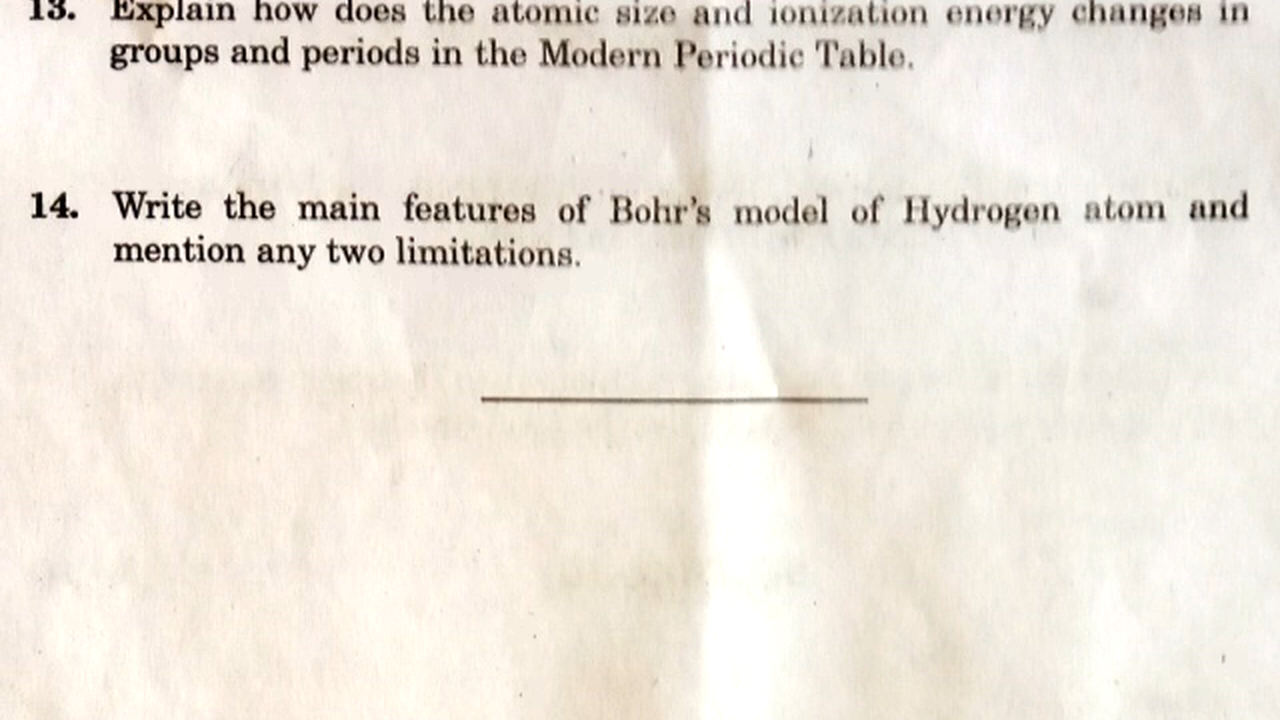 13. Explain how does the atomic size and ionization energy changes in
groups and periods in the Modern Periodic Table.
14. Write the main features of Bohr's model of Hydrogen atom and
mention any two limitations.